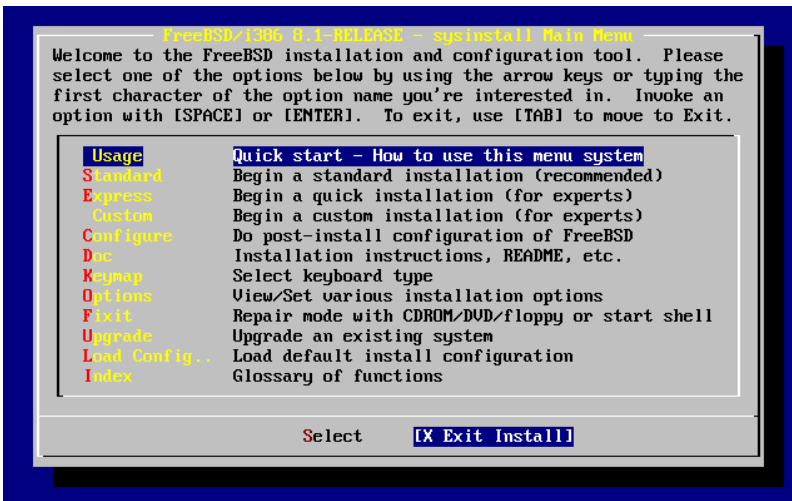 FreeBSD/i386 8.1-RELEASE - sysinstall Main Menu
Welcome to the FreeBSD installation and configuration tool.  Please
select one of the options below by using the arrow keys or typing the
first character of the option name you're interested in.  Invoke an
option with [SPACE] or [ENTER].  To exit, use [TAB] to move to Exit.
Usage Quick start - How to use this menu system
Standard Begin a standard installation (recommended)
Express Begin a quick installation (for experts)
Custom Begin a custom installation (for experts)
Configure Do post-install configuration of FreeBSD
Doc Installation instructions, README, etc.
Keymap Select keyboard type
Options View/Set various installation options
Fixit Repair mode with CDROM/DVD/floppy or start shell
Upgrade Upgrade an existing system
Load Config.. Load default install configuration
Index Glossary of functions
Select [X Exit Install]